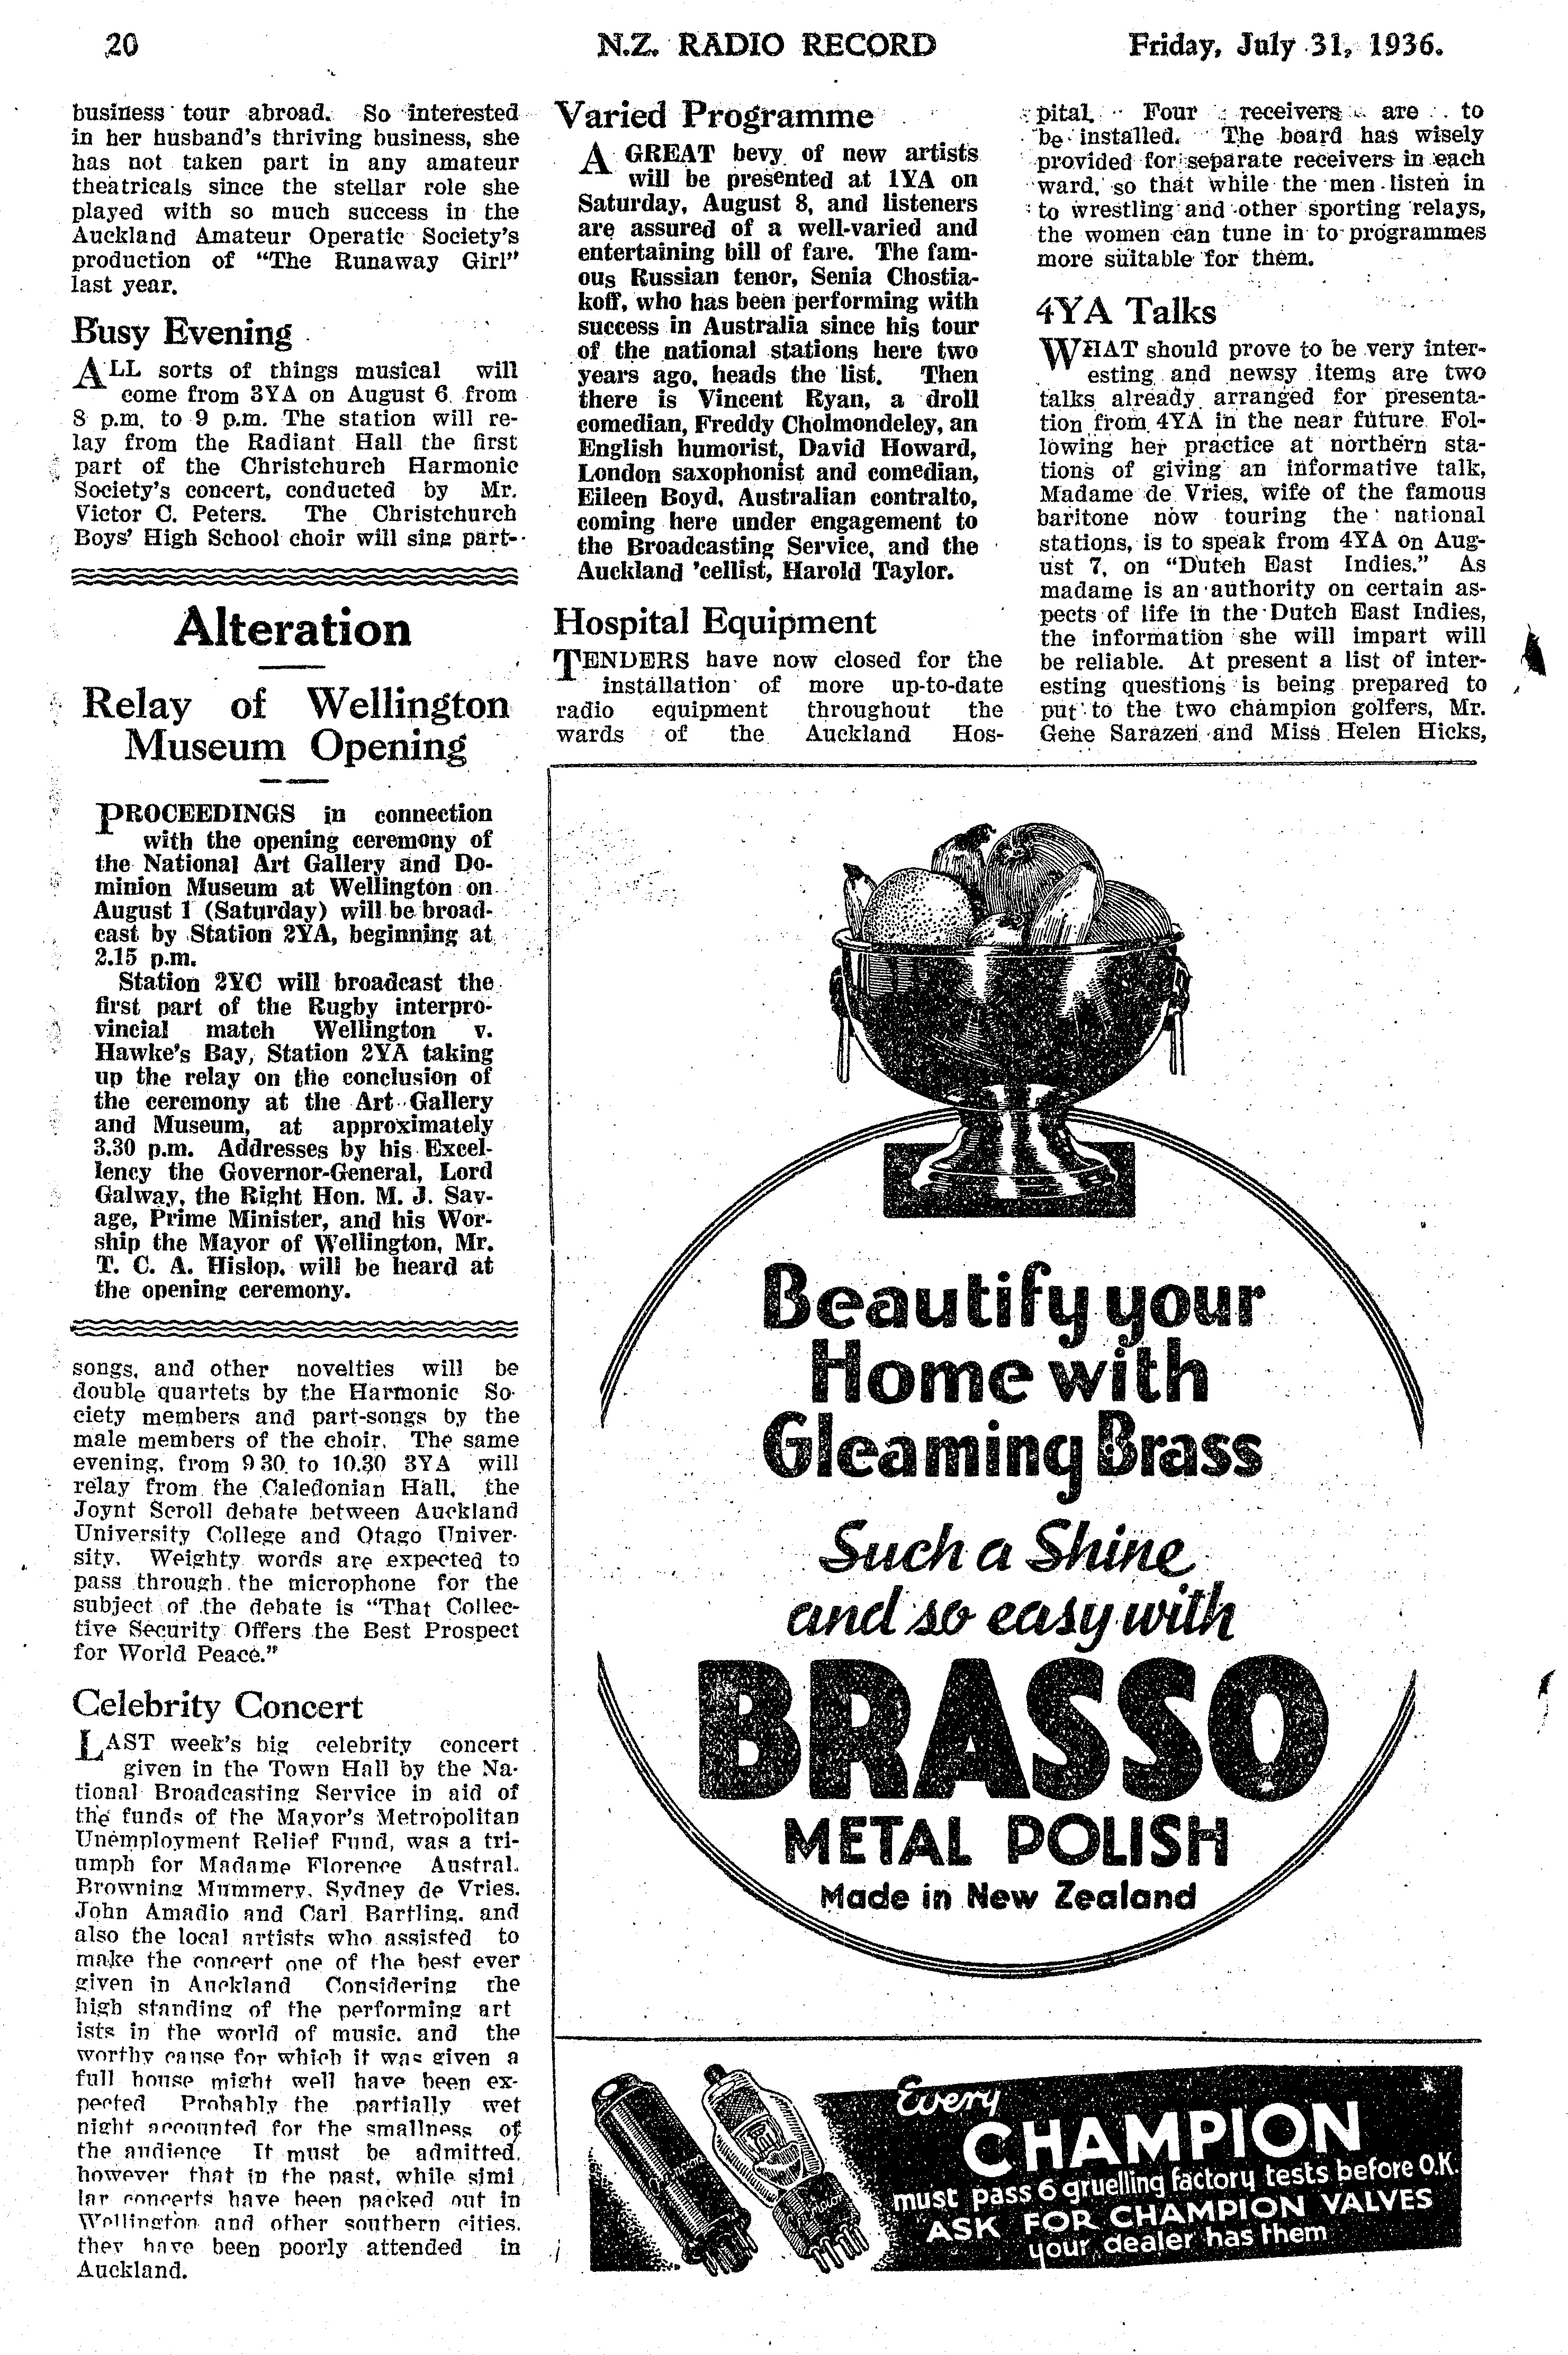 20
N.Z. RADIO RECORD
Friday, July 31, 1936.
business tour abroad. So interested
in her husband's thriving business, she
has not taken part in any amateur
theatricals since the stellar role she
played with so much success in the
Auckland Amateur Operatic Society's
production of "The Runaway Girl"
last year.
Busy Evening
ALL sorts of things musical will
come from 3YA on August 6 from
8 p.m. to 9 p.m. The station will re-
lay from the Radiant Hall the first
part of the Christchurch Harmonic
Society's concert, conducted by Mr.
Victor C. Peters. The Christchurch
Boys' High School choir will sing part-
Alteration
Relay of Wellington
Museum Opening
PROCEEDINGS in connection
with the opening ceremony of
the National Art Gallery and Do-
minion Museum at Wellington on
August 1 (Saturday) will be broad-
cast by Station 2YA, beginning at
2.15 p.m.
Station 2YC will broadcast the
first part of the Rugby interpro-
vincial match Wellington v.
Hawke's Bay, Station 2YA taking
up the relay on the conclusion of
the ceremony at the Art Gallery
and Museum, at approximately
3.30 p.m. Addresses by his Excel-
lency the Governor-General, Lord
Galway, the Right Hon. M. J. Sav-
age, Prime Minister, and his Wor-
ship the Mayor of Wellington, Mr.
T. C. A. Hislop, will be heard at
the opening ceremony.
songs, and other novelties will be
double quartets by the Harmonic So-
ciety members and part-songs by the
male members of the choir. The same
evening, from 9 30 to 10.30 3YA will
relay from the Caledonian Hall, the
Joynt Scroll debate between Auckland
University College and Otago Univer-
sity. Weighty words are expected to
pass through the microphone for the
subject of the debate is "That Collec-
tive Security Offers the Best Prospect
for World Peace."
Celebrity Concert
LAST week's big celebrity concert
given in the Town Hall by the Na-
tional Broadcasting Service in aid of
the funds of the Mayor's Metropolitan
Unemployment Relief Fund, was a tri-
umph for Madame Florence Austral.
Browning Mummery, Sydney de Vries.
John Amadio and Carl Bartling. and
also the local artists who assisted to
make the concert one of the best ever
given in Auckland Considering the
high standing of the performing art
ists in the world of music. and the
worthy cause for which it was given a
full house might well have been ex-
pected Probably the partially wet
night accounted for the smallness of
the audience It must be admitted,
however that in the past, while simi
lar concerts have been packed out in
Wellington and other southern cities.
they have been poorly attended in
Auckland.
Varied Programme
A GREAT bevy of new artists
will be presented at 1YA on
Saturday, August 8, and listeners
are assured of a well-varied and
entertaining bill of fare. The fam-
ous Russian tenor, Senia Chostia-
koff, who has been performing with
success in Australia since his tour
of the national stations here two
years ago, heads the list. Then
there is Vincent Ryan, a droll
comedian, Freddy Cholmondeley, an
English humorist, David Howard,
London saxophonist and comedian,
Eileen Boyd, Australian contralto,
coming here under engagement to
the Broadcasting Service, and the
Auckland 'cellist, Harold Taylor.
Hospital Equipment
TENDERS have now closed for the
installation of more up-to-date
radio equipment throughout the
wards of the Auckland Hos-
pital. Four receivers are to
be installed. The board has wisely
provided for separate receivers in each
ward, so that while the men listen in
to wrestling and other sporting relays,
the women can tune in to programmes
more suitable for them.
4YA Talks
WHAT should prove to be very inter-
esting and newsy items are two
talks already arranged for presenta-
tion from 4YA in the near future Fol-
lowing her practice at northern sta-
tions of giving an informative talk,
Madame de Vries, wife of the famous
baritone now touring the national
stations, is to speak from 4YA on Aug-
ust 7, on "Dutch East Indies." As
madame is an authority on certain as-
pects of life in the Dutch East Indies,
the information she will impart will
be reliable. At present a list of inter-
esting questions is being prepared to
put to the two champion golfers, Mr.
Gene Sarazen and Miss Helen Hicks,
Beautify your
Home with
Gleaming Brass
Such a Shine
and so easy with
BRASSO
METAL POLISH
Made in New Zealand
Every
CHAMPION
must pass 6 gruelling factory tests before O.K.
ASK FOR CHAMPION VALVES
your dealer has them